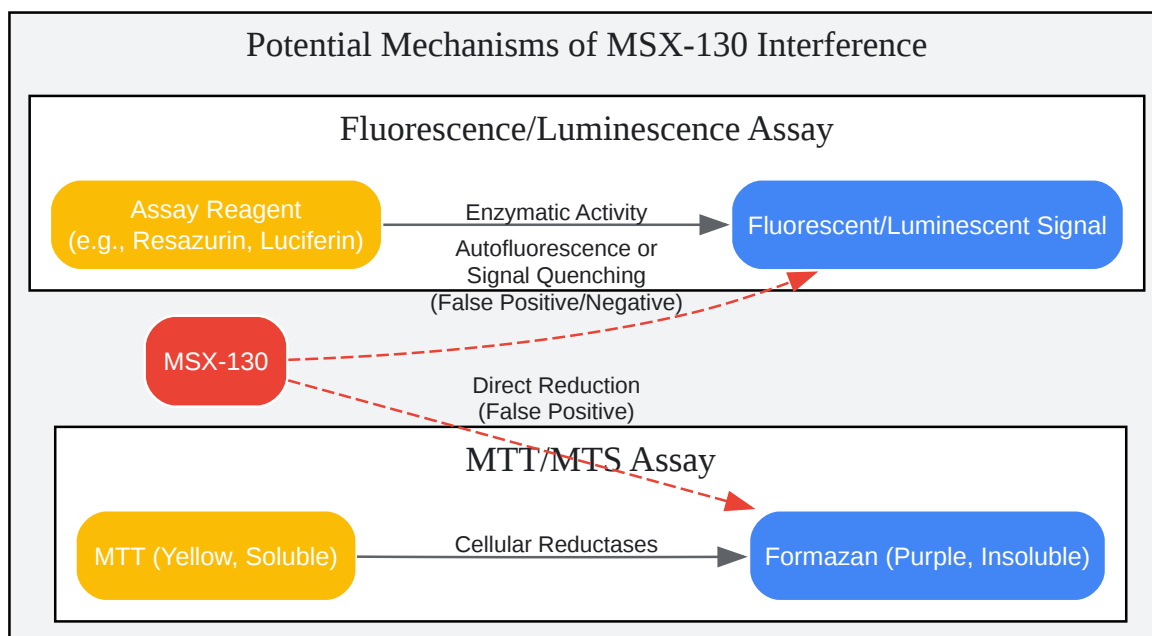 Potential Mechanisms of MSX-130 Interference
Fluorescence/Luminescence Assay
Assay Reagent
(e.g., Resazurin, Luciferin)
Enzymatic Activity
Fluorescent/Luminescent Signal
Autofluorescence or
Signal Quenching
(False Positive/Negative)
MSX-130
Direct Reduction
(False Positive)
MTT/MTS Assay
MTT (Yellow, Soluble)
Cellular Reductases
Formazan (Purple, Insoluble)